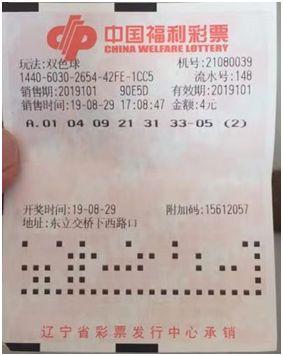 中国福利彩票
CHINA WELFARE LOTTERY
玩法:双色球 机号:21080039
1440-6030-2654-42FE-1CC5 流水号:148
销售期:2019101 90E5D 有效期:2019101
销售时间:19-08-29 17:08:47 金额:4元
A.01 04 09 21 31 33-05 (2)
开奖时间:19-08-29 附加码:15612057
地址:东立交桥下西路口
辽宁省彩票发行中心承销